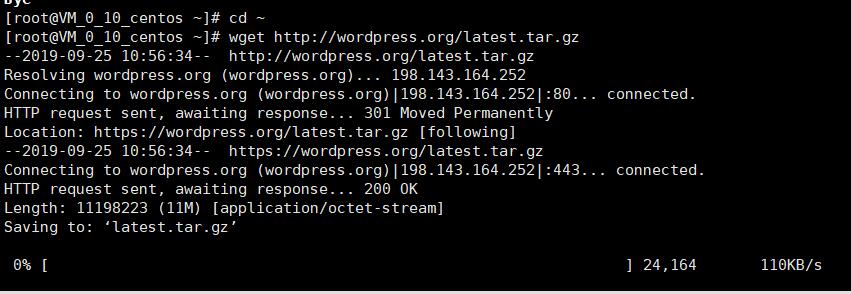 Bye
[root@VM_0_10_centos ~]# cd ~
[root@VM_0_10_centos ~]# wget http://wordpress.org/latest.tar.gz
--2019-09-25 10:56:34--  http://wordpress.org/latest.tar.gz
Resolving wordpress.org (wordpress.org)... 198.143.164.252
Connecting to wordpress.org (wordpress.org)|198.143.164.252|:80... connected.
HTTP request sent, awaiting response... 301 Moved Permanently
Location: https://wordpress.org/latest.tar.gz [following]
--2019-09-25 10:56:34--  https://wordpress.org/latest.tar.gz
Connecting to wordpress.org (wordpress.org)|198.143.164.252|:443... connected.
HTTP request sent, awaiting response... 200 OK
Length: 11198223 (11M) [application/octet-stream]
Saving to: ‘latest.tar.gz’
0% [                                                                ] 24,164       110KB/s